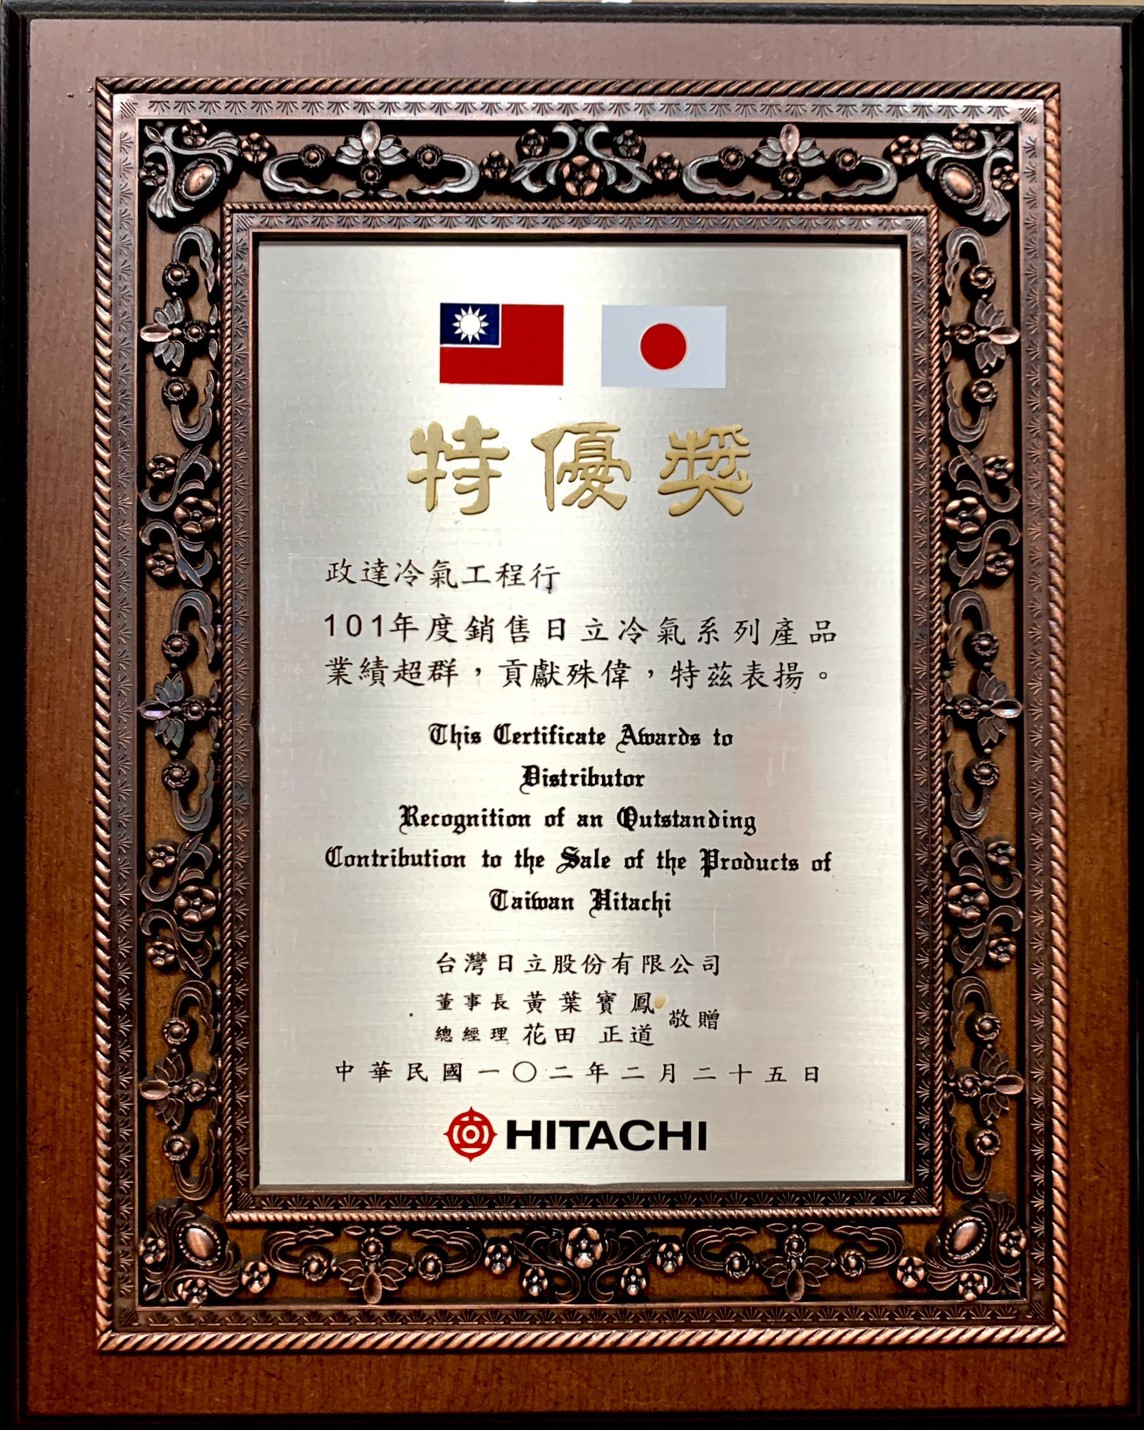 特優獎
政達冷氣工程行
101年度銷售日立冷氣系列產品
業績超群，貢獻殊偉，特茲表揚。
This Certificate Awards to
Distributor
Recognition of an Outstanding
Contribution to the Sale of the Products of
Taiwan Hitachi
台灣日立股份有限公司
董事長 黃葉寶鳳
總經理 花田 正道
敬贈
中華民國一〇二年二月二十五日
HITACHI